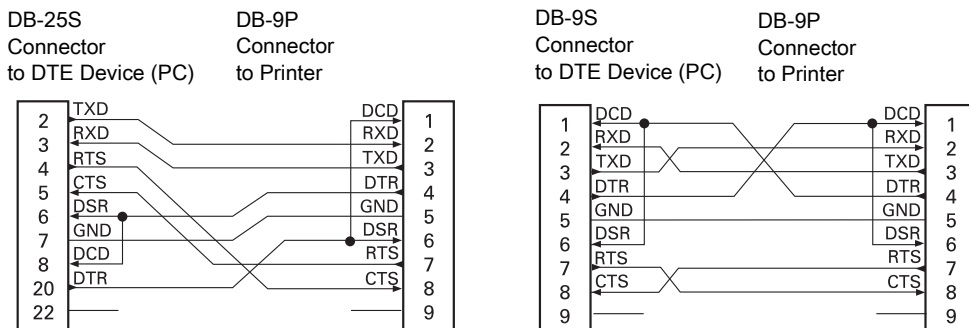 DB-25S
Connector
to DTE Device (PC)
DB-9P
Connector
to Printer
2 TXD DCD 1
3 RXD RXD 2
4 RTS TXD 3
5 CTS DTR 4
6 DSR GND 5
7 GND DSR 6
8 DCD RTS 7
20 DTR CTS 8
22 9
DB-9S
Connector
to DTE Device (PC)
DB-9P
Connector
to Printer
1 DCD DCD 1
2 RXD RXD 2
3 TXD TXD 3
4 DTR DTR 4
5 GND GND 5
6 DSR DSR 6
7 RTS RTS 7
8 CTS CTS 8
9 9